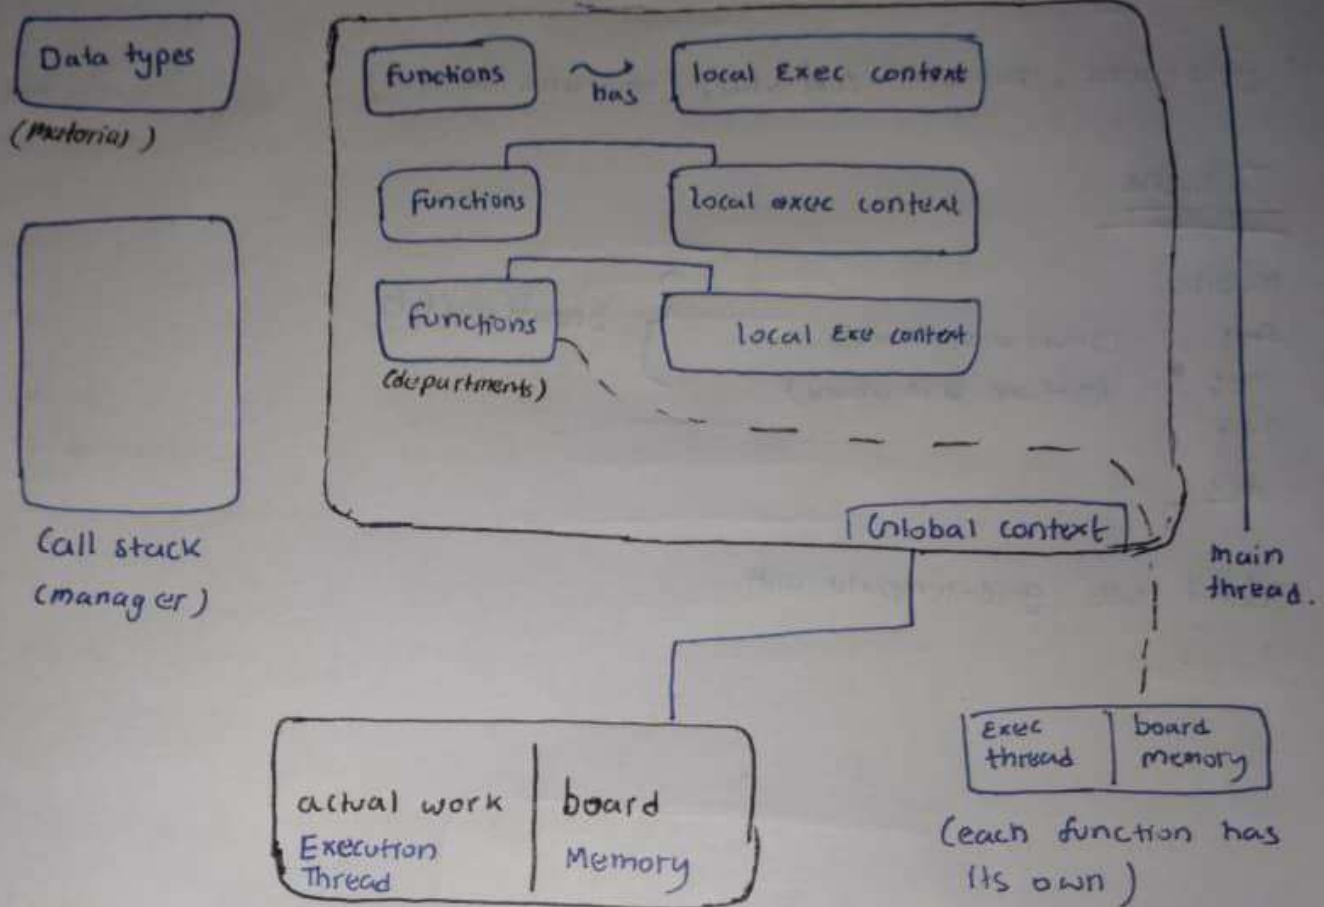 Data types
(material)
functions
has
local Exec context
functions
local exec context
functions
local Exe context
(departments)
Global context
Call stack
(manager)
main
thread.
actual work
Execution
Thread
board
Memory
Exec
thread
board
memory
(each function has
its own)